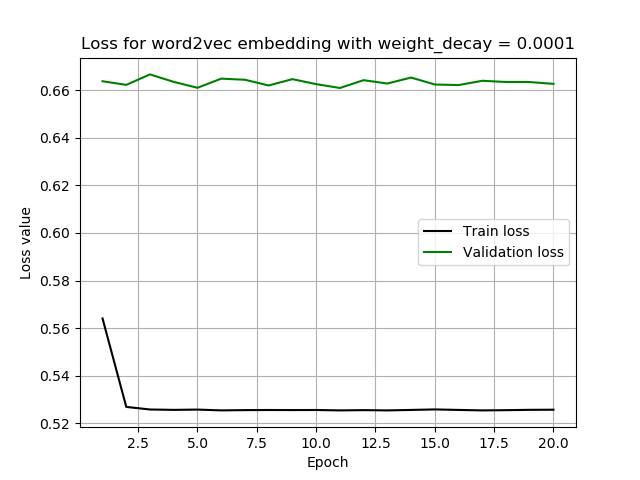 Loss for word2vec embedding with weight_decay = 0.0001
0.66
0.64
0.62
0.60
0.58
0.56
0.54
0.52
Loss value
Train loss
Validation loss
2.5 5.0 7.5 10.0 12.5 15.0 17.5 20.0
Epoch